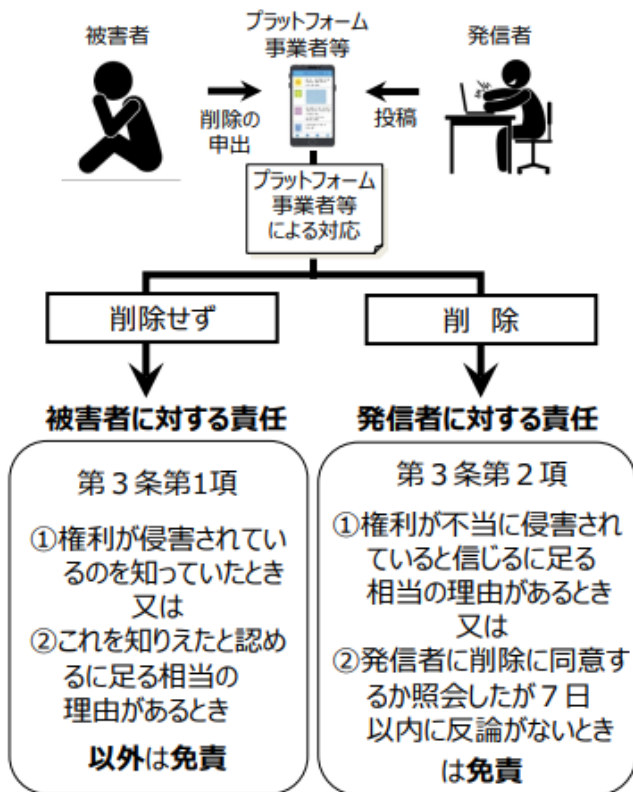 被害者
プラットフォーム
事業者等
発信者
削除の
申出
投稿
プラットフォーム
事業者等
による対応
削除せず
削 除
被害者に対する責任
第３条第1項
①権利が侵害されてい
るのを知っていたとき
又は
②これを知りえたと認め
るに足る相当の
理由があるとき
以外は免責
発信者に対する責任
第３条第２項
①権利が不当に侵害され
ていると信じるに足る
相当の理由があるとき
又は
②発信者に削除に同意す
るか照会したが７日
以内に反論がないとき
は免責